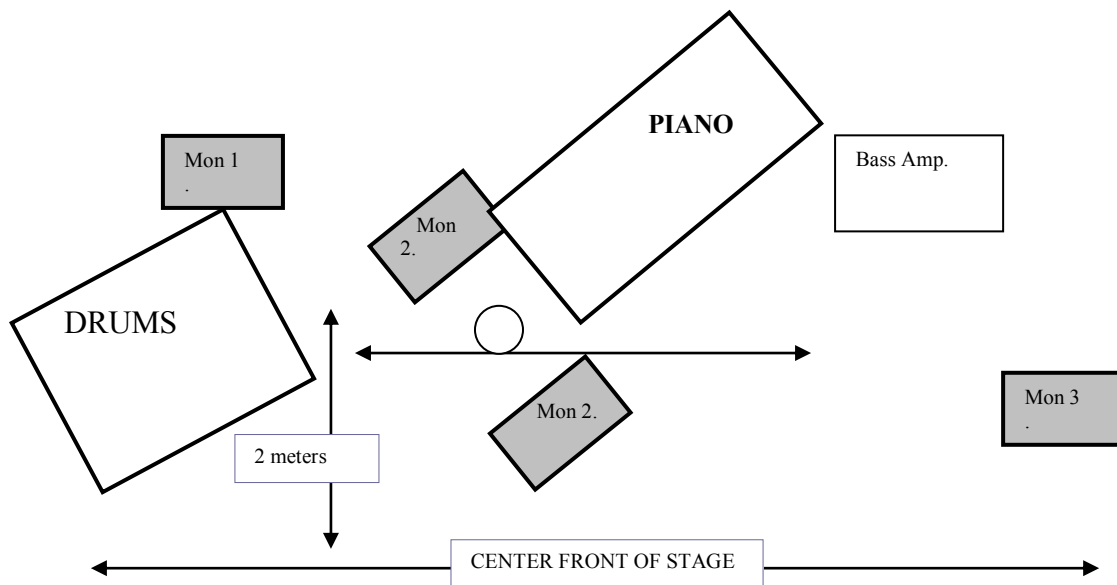 PIANO
Mon 1
.
Bass Amp.
Mon
2.
DRUMS
Mon 2.
Mon 3
.
2 meters
CENTER FRONT OF STAGE